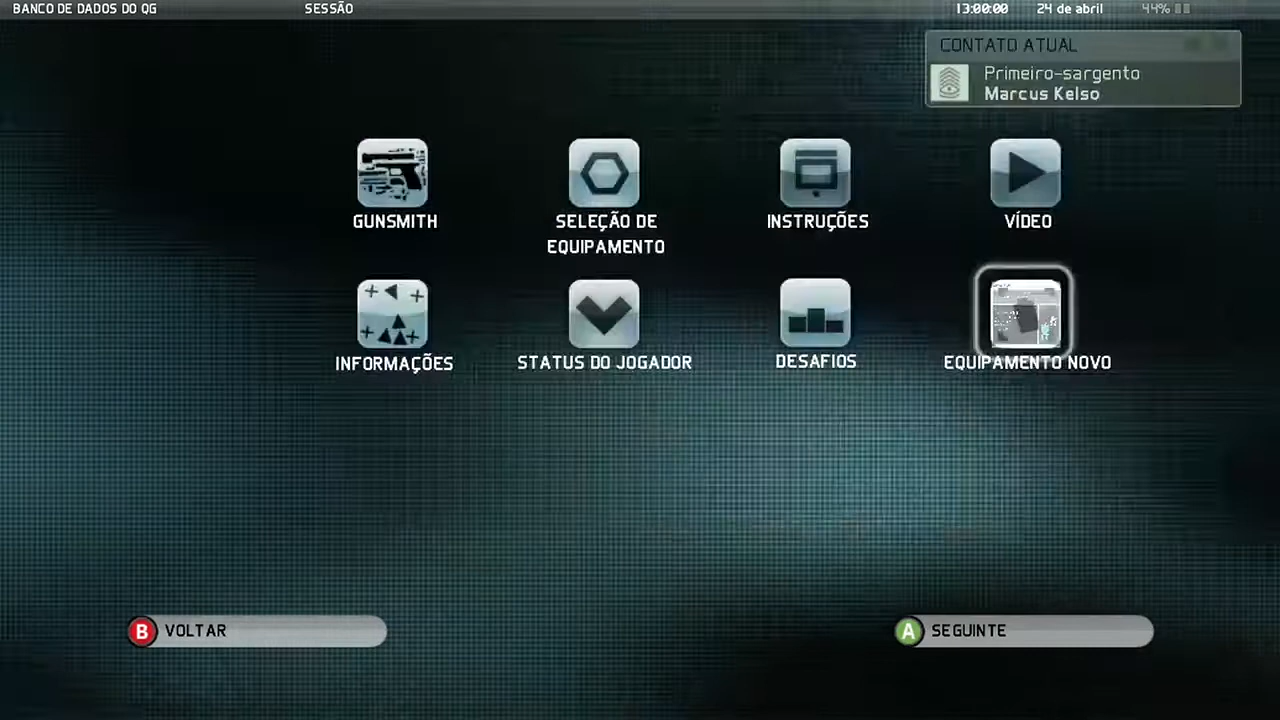 BANCO DE DADOS DO QG
SESSÃO
13:00:00
24 de abril
44%
CONTATO ATUAL
Primeiro-sargento
Marcus Kelso
GUNSMITH
SELEÇÃO DE
EQUIPAMENTO
INSTRUÇÕES
VÍDEO
INFORMAÇÕES
STATUS DO JOGADOR
DESAFIOS
EQUIPAMENTO NOVO
B VOLTAR
A SEGUINTE